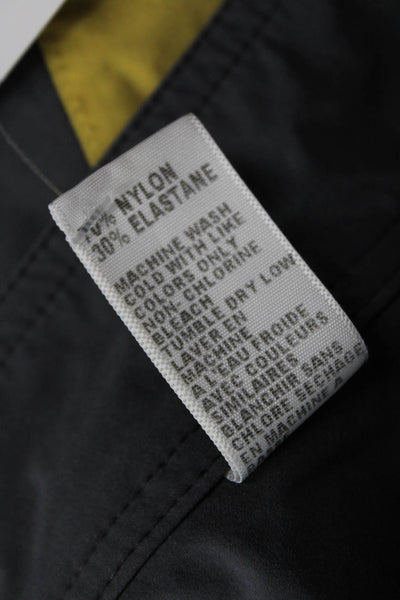 70% NYLON
30% ELASTANE
MACHINE WASH
COLD WITH LIKE
COLORS ONLY
NON-CHLORINE
BLEACH
TUMBLE DRY LOW
LAVER EN
MACHINE
A EAU FROIDE
AVEC COULEURS
SIMILAIRES
BLANCHIR SANS
CHLORE SECHAGE
EN MACHINE A